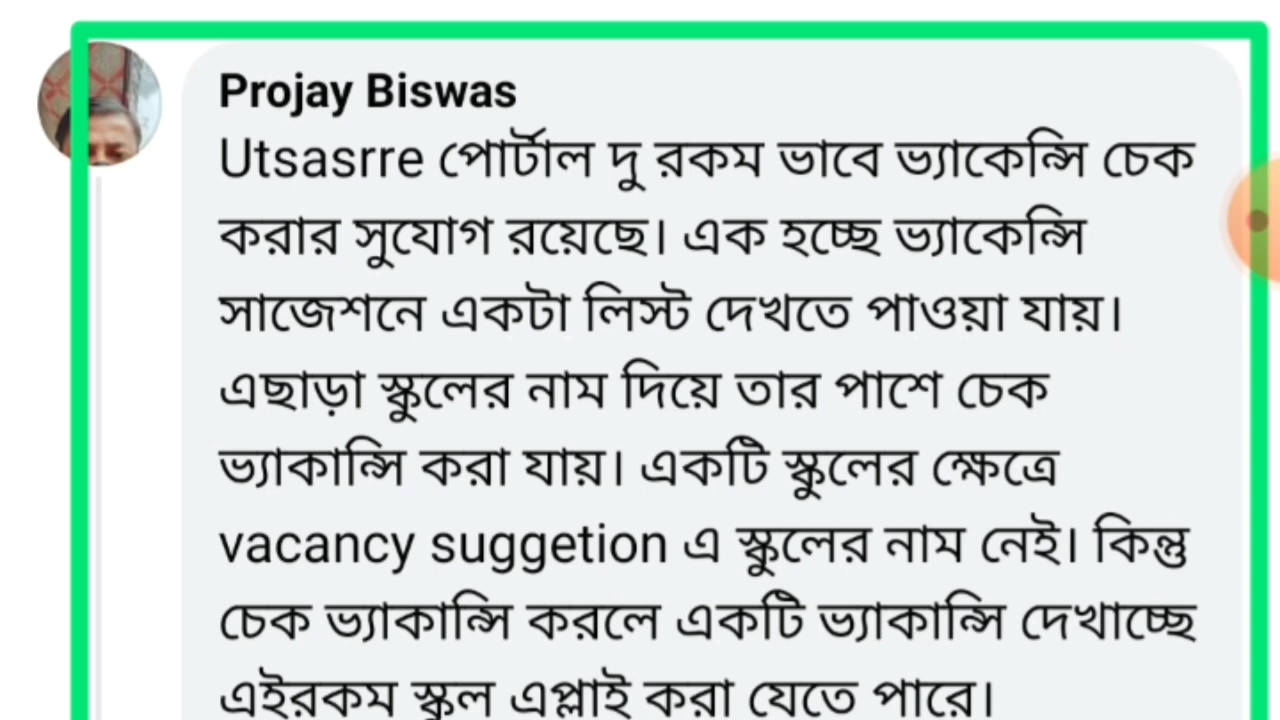 Projay Biswas
Utsasrre পোর্টাল দু রকম ভাবে ভ্যাকেন্সি চেক
করার সুযোগ রয়েছে। এক হচ্ছে ভ্যাকেন্সি
সাজেশনে একটা লিস্ট দেখতে পাওয়া যায়।
এছাড়া স্কুলের নাম দিয়ে তার পাশে চেক
ভ্যাকান্সি করা যায়। একটি স্কুলের ক্ষেত্রে
vacancy suggetion এ স্কুলের নাম নেই। কিন্তু
চেক ভ্যাকান্সি করলে একটি ভ্যাকান্সি দেখাচ্ছে
এইরকম স্কুল এপ্লাই করা যেতে পারে।